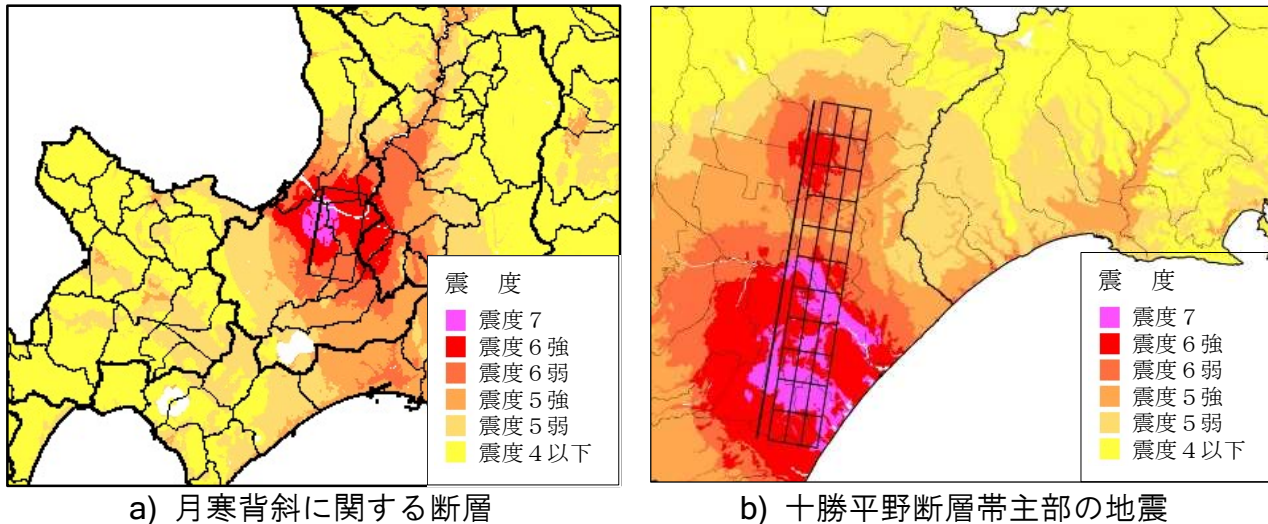 震 度
震度７
震度６強
震度６弱
震度５強
震度５弱
震度４以下
a) 月寒背斜に関する断層
震 度
震度７
震度６強
震度６弱
震度５強
震度５弱
震度４以下
b) 十勝平野断層帯主部の地震